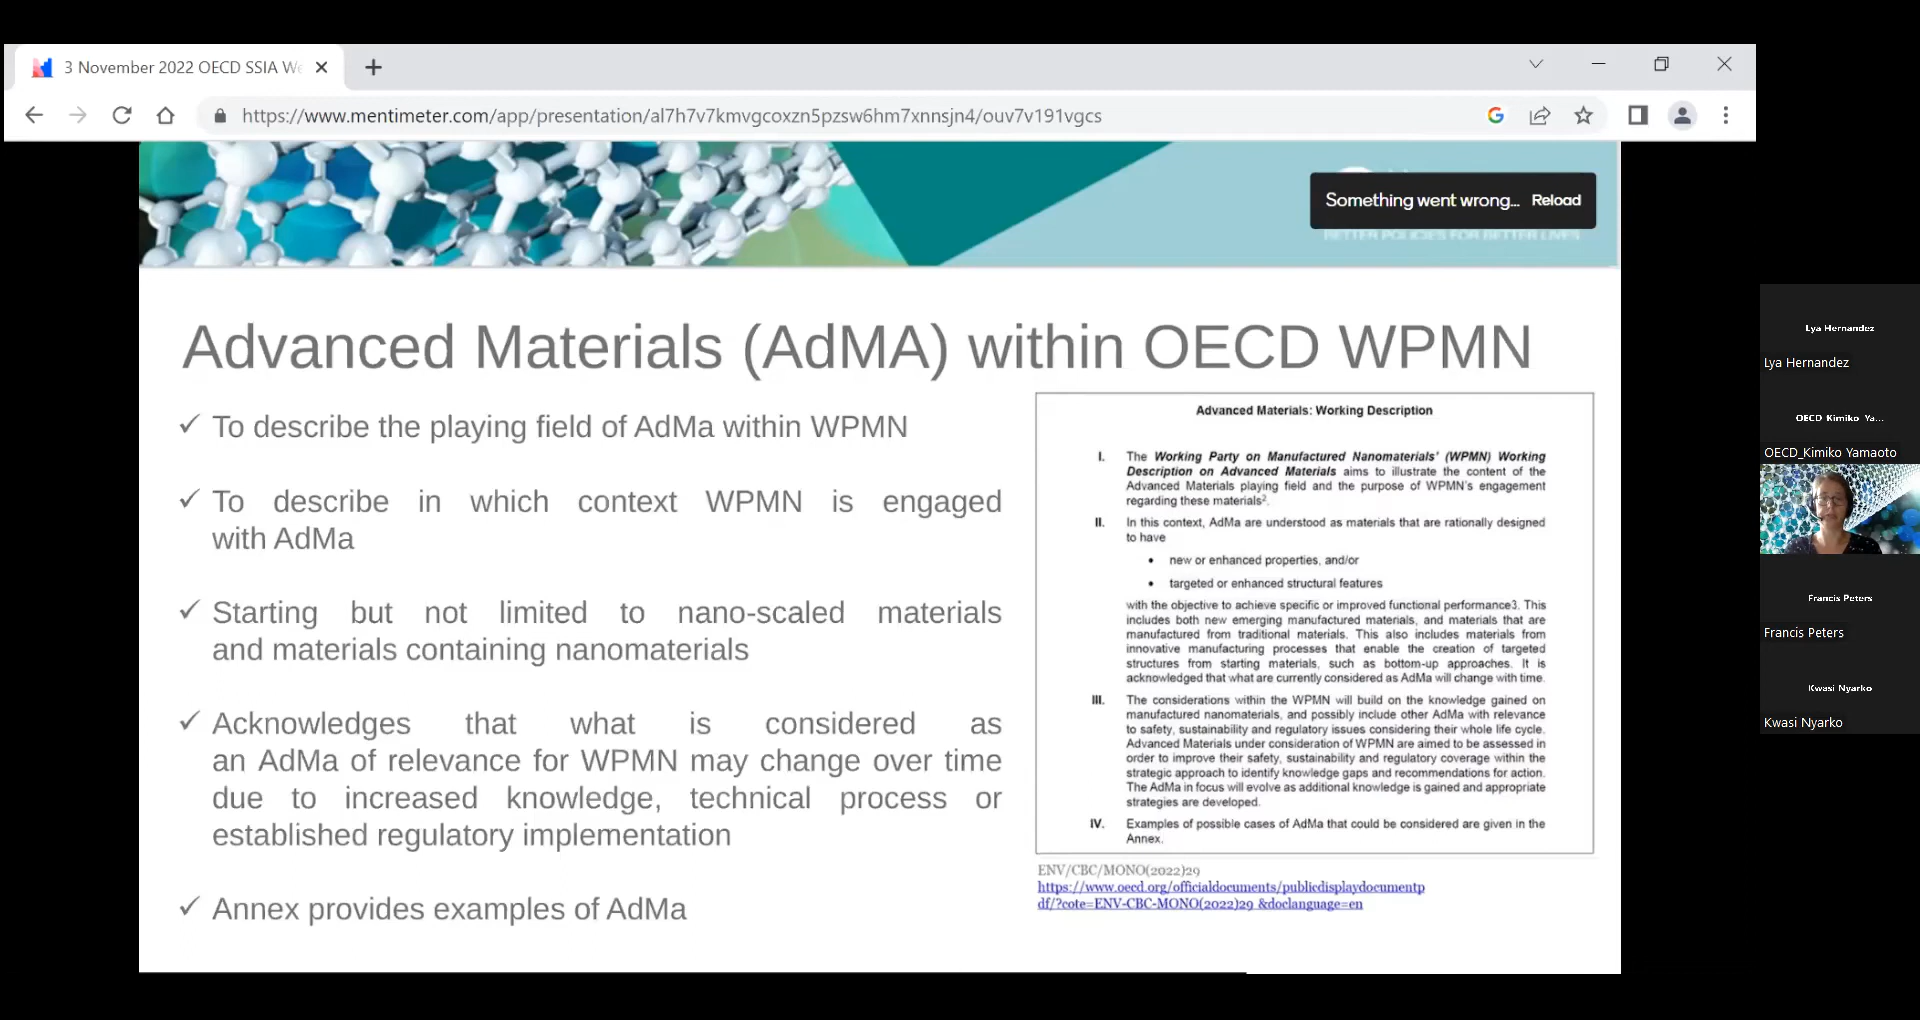 3 November 2022 OECD SSIA We
https://www.mentimeter.com/app/presentation/al7h7v7kmvgcoxzn5pzsw6hm7xnnsjn4/ouv7v191vgcs
Something went wrong... Reload
BETTER POLICIES FOR BETTER LIVES
Advanced Materials (AdMA) within OECD WPMN
✓ To describe the playing field of AdMa within WPMN
✓ To describe in which context WPMN is engaged
with AdMa
✓ Starting but not limited to nano-scaled materials
and materials containing nanomaterials
✓ Acknowledges that what is considered as
an AdMa of relevance for WPMN may change over time
due to increased knowledge, technical process or
established regulatory implementation
✓ Annex provides examples of AdMa
Advanced Materials: Working Description
I. The Working Party on Manufactured Nanomaterials' (WPMN) Working
Description on Advanced Materials aims to illustrate the content of the
Advanced Materials playing field and the purpose of WPMN's engagement
regarding these materials².
II. In this context, AdMa are understood as materials that are rationally designed
to have
• new or enhanced properties, and/or
• targeted or enhanced structural features
with the objective to achieve specific or improved functional performance3. This
includes both new emerging manufactured materials, and materials that are
manufactured from traditional materials. This also includes materials from
innovative manufacturing processes that enable the creation of targeted
structures from starting materials, such as bottom-up approaches. It is
acknowledged that what are currently considered as AdMa will change with time.
III. The considerations within the WPMN will build on the knowledge gained on
manufactured nanomaterials, and possibly include other AdMa with relevance
to safety, sustainability and regulatory issues considering their whole life cycle.
Advanced Materials under consideration of WPMN are aimed to be assessed in
order to improve their safety, sustainability and regulatory coverage within the
strategic approach to identify knowledge gaps and recommendations for action.
The AdMa in focus will evolve as additional knowledge is gained and appropriate
strategies are developed.
IV. Examples of possible cases of AdMa that could be considered are given in the
Annex.
ENV/CBC/MONO(2022)29
https://www.oecd.org/officialdocuments/publicdisplaydocumentp
df/?cote=ENV-CBC-MONO(2022)29 &doclanguage=en
Lya Hernandez
Lya Hernandez
OECD_Kimiko Ya...
OECD_Kimiko Yamaoto
Francis Peters
Francis Peters
Kwasi Nyarko
Kwasi Nyarko